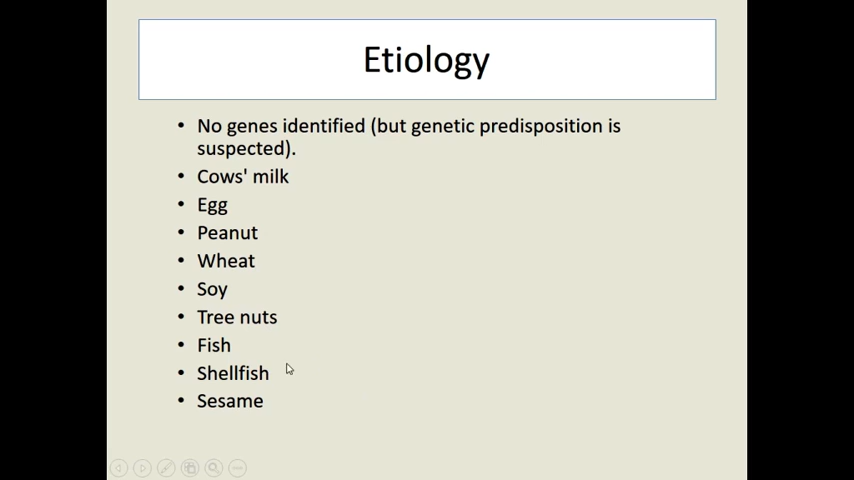 Etiology
• No genes identified (but genetic predisposition is
suspected).
• Cows' milk
• Egg
• Peanut
• Wheat
• Soy
• Tree nuts
• Fish
• Shellfish
• Sesame